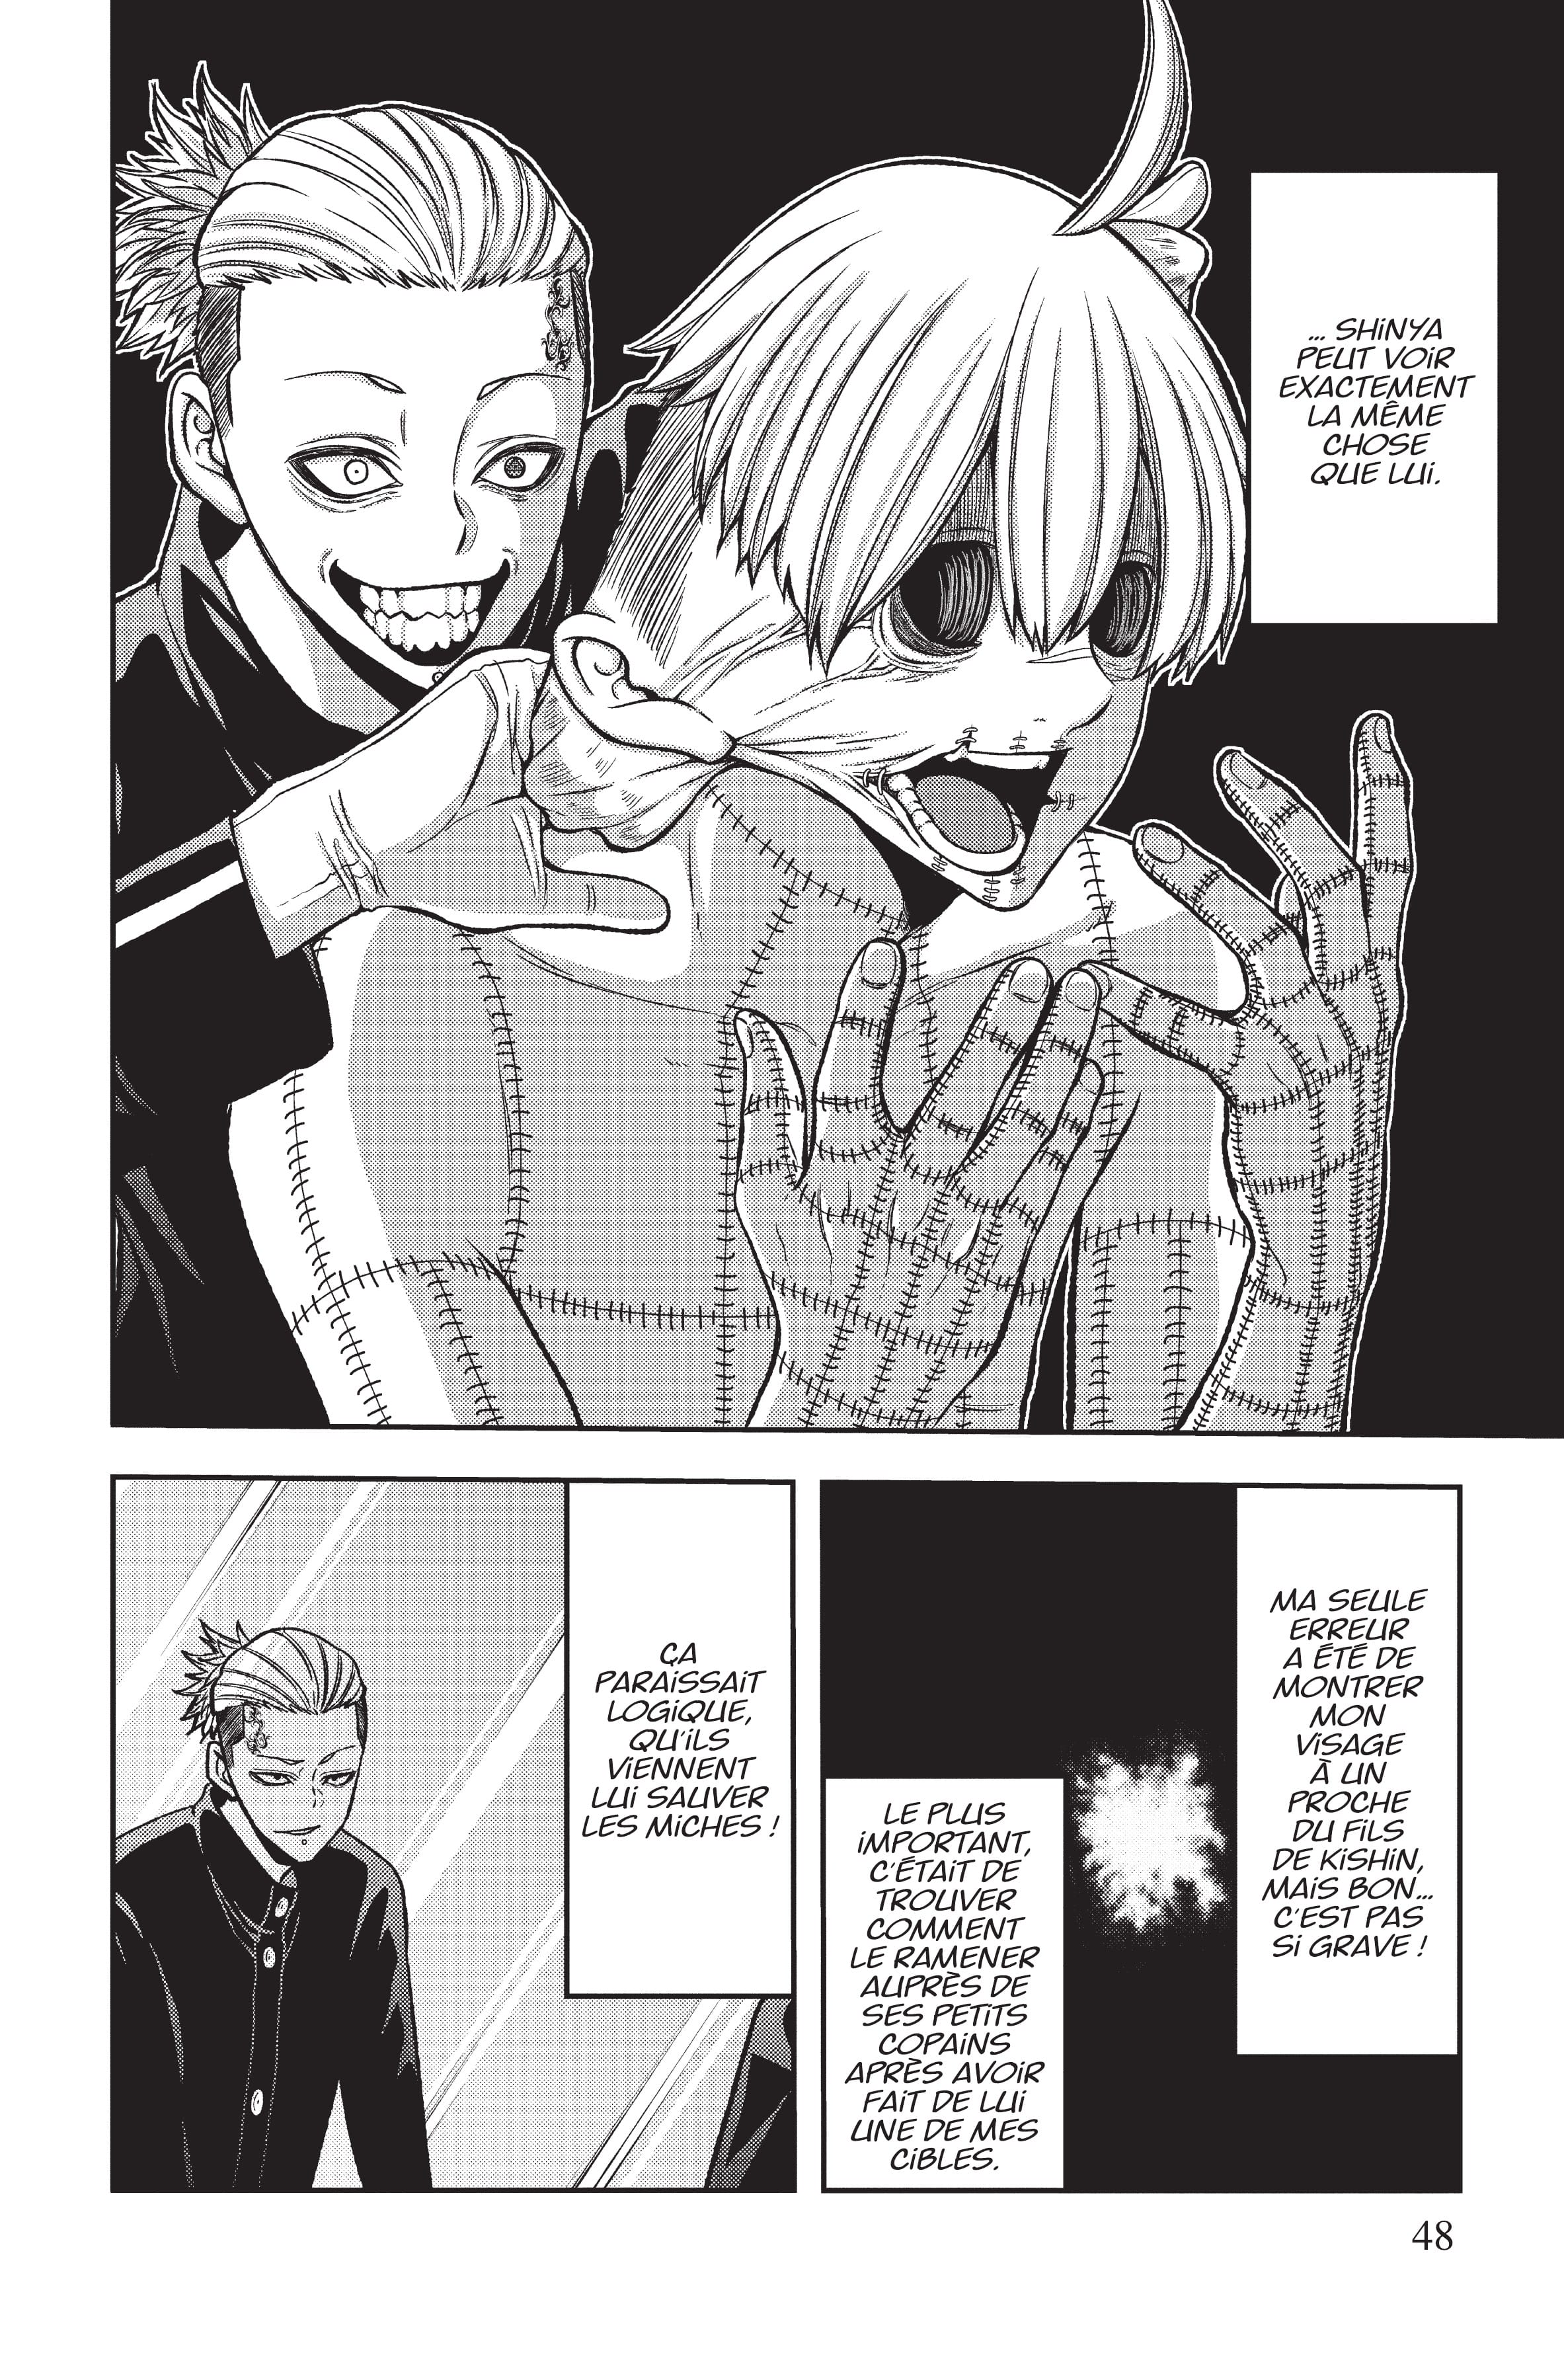 ... SHiNYA
PEUT VOiR
EXACTEMENT
LA MÊME
CHOSE
QUE LUi.
MA SEULE
ERREUR
A ÉTÉ DE
MONTRER
MON
ViSAGE
À UN
PROCHE
DU FiLS
DE KiSHiN,
MAiS BON...
C'EST PAS
Si GRAVE !
LE PLUS
iMPORTANT,
C'ÉTAiT DE
TROUVER
COMMENT
LE RAMENER
AUPRÈS DE
SES PETiTS
COPAiNS
APRÈS AVOiR
FAiT DE LUi
UNE DE MES
CiBLES.
ÇA
PARAiSSAiT
LOGiQUE,
QU'iLS
ViENNENT
LUi SAUVER
LES MiCHES !
48